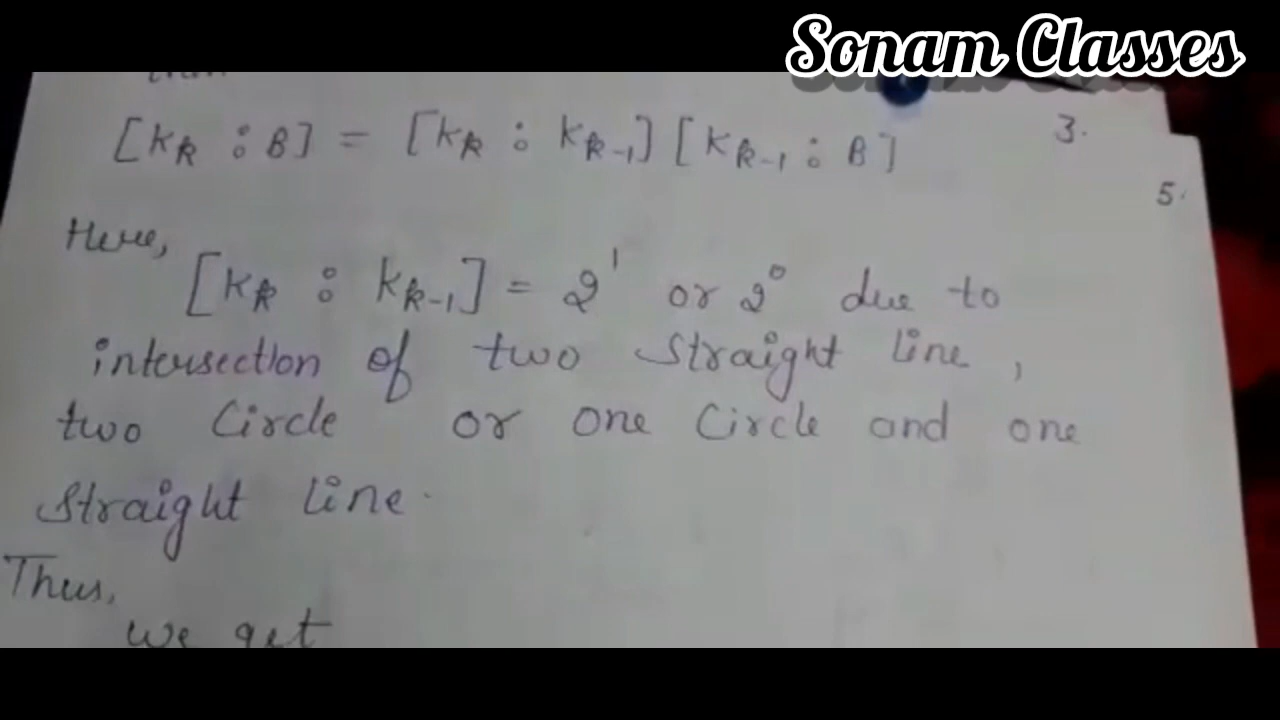 Sonam Classes
[K_k : B] = [K_k : K_{k-1}] [K_{k-1} : B]
3.
5.
Here,
[K_k : K_{k-1}] = 2^1 or 2^0 due to
intersection of two straight line,
two Circle or one Circle and one
straight line.
Thus,
we get